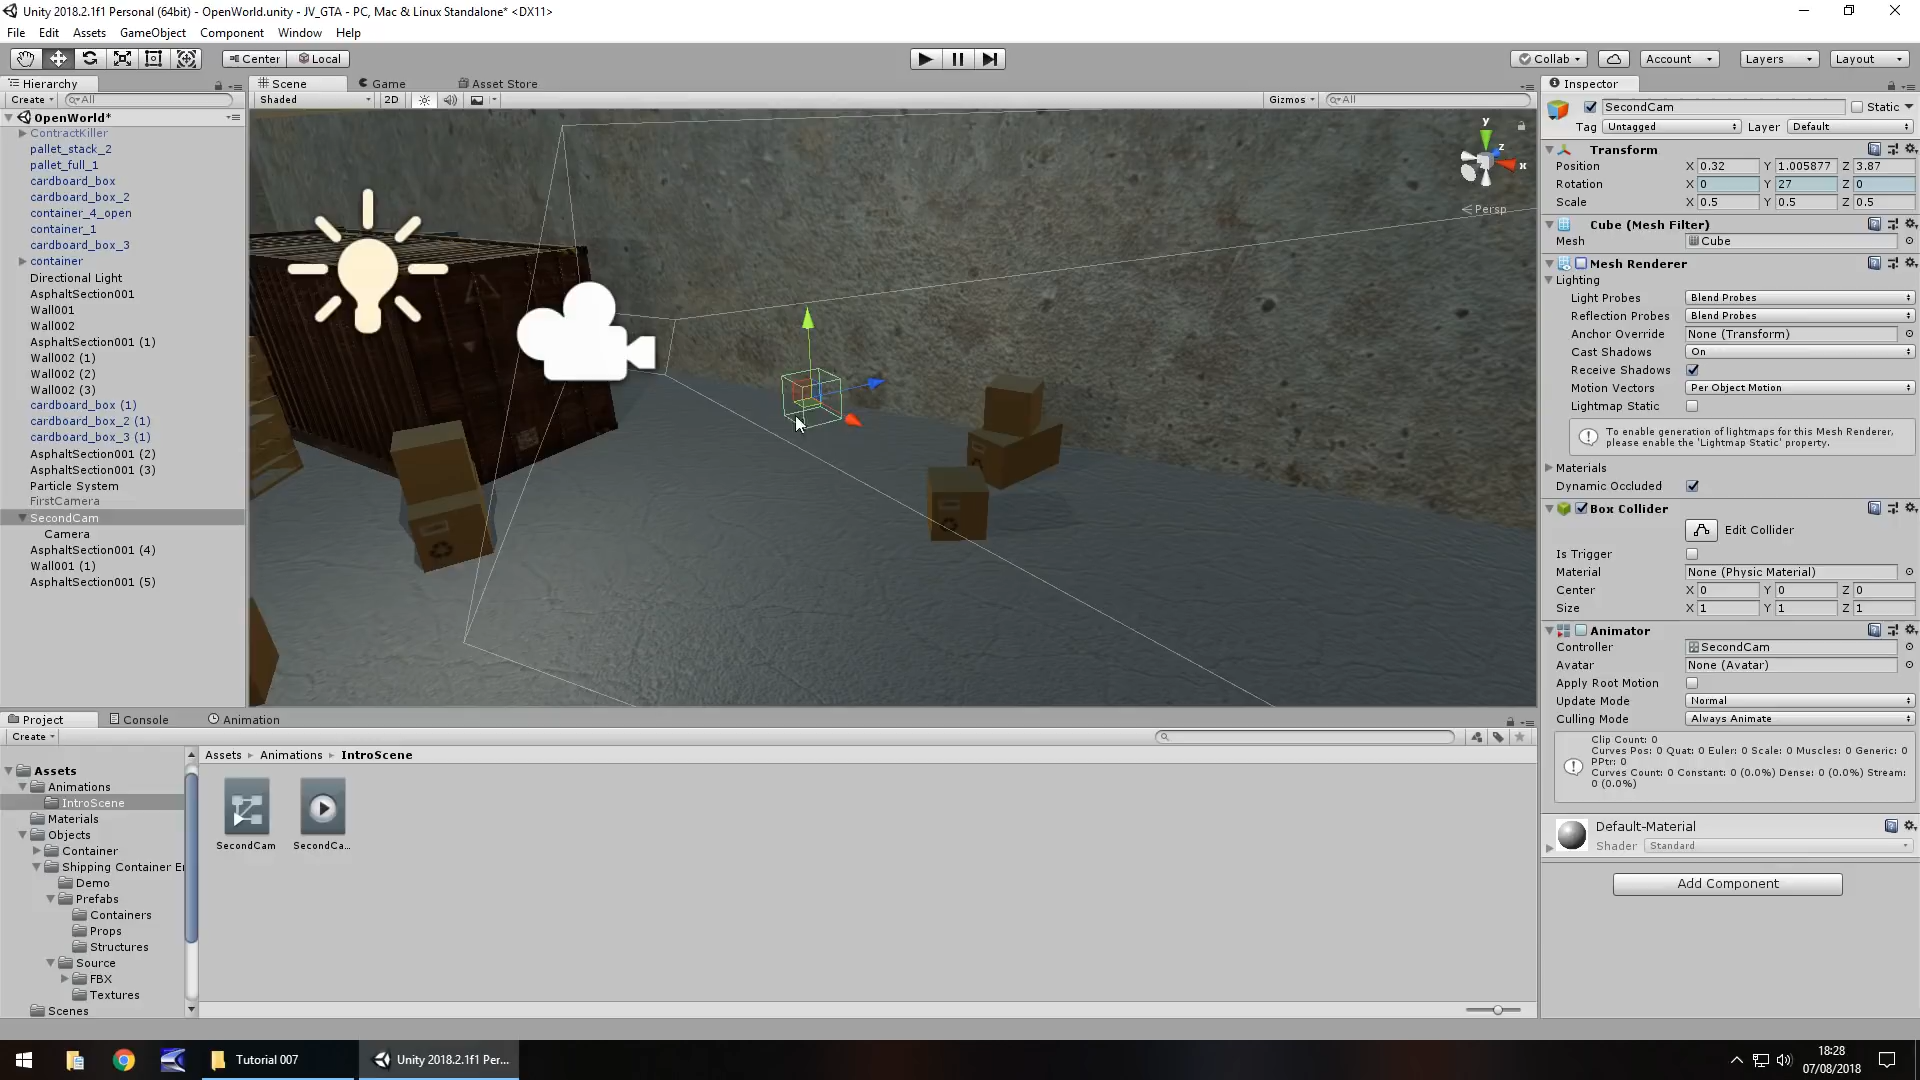 Unity 2018.2.1f1 Personal (64bit) - OpenWorld.unity - JV_GTA - PC, Mac & Linux Standalone* <DX11>
File Edit Assets GameObject Component Window Help
Center Local Collab Account Layers Layout
Hierarchy Scene Game Asset Store Inspector
Create All Shaded 2D Gizmos All
OpenWorld*
ContractKiller
pallet_stack_2
pallet_full_1
cardboard_box
cardboard_box_2
container_4_open
container_1
cardboard_box_3
container
Directional Light
AsphaltSection001
Wall001
Wall002
AsphaltSection001 (1)
Wall002 (1)
Wall002 (2)
Wall002 (3)
cardboard_box (1)
cardboard_box_2 (1)
cardboard_box_3 (1)
AsphaltSection001 (2)
AsphaltSection001 (3)
Particle System
FirstCamera
SecondCam
Camera
AsphaltSection001 (4)
Wall001 (1)
AsphaltSection001 (5)
y
z
x
Persp
SecondCam Static
Tag Untagged Layer Default
Transform
Position X 0.32 Y 1.005877 Z 3.87
Rotation X 0 Y 27 Z 0
Scale X 0.5 Y 0.5 Z 0.5
Cube (Mesh Filter)
Mesh Cube
Mesh Renderer
Lighting
Light Probes Blend Probes
Reflection Probes Blend Probes
Anchor Override None (Transform)
Cast Shadows On
Receive Shadows
Motion Vectors Per Object Motion
Lightmap Static
To enable generation of lightmaps for this Mesh Renderer,
please enable the 'Lightmap Static' property.
Materials
Dynamic Occluded
Box Collider
Edit Collider
Is Trigger
Material None (Physic Material)
Center X 0 Y 0 Z 0
Size X 1 Y 1 Z 1
Animator
Controller SecondCam
Avatar None (Avatar)
Apply Root Motion
Update Mode Normal
Culling Mode Always Animate
Clip Count: 0
Curves Pos: 0 Quat: 0 Euler: 0 Scale: 0 Muscles: 0 Generic: 0
PPtr: 0
Curves Count: 0 Constant: 0 (0.0%) Dense: 0 (0.0%) Stream:
0 (0.0%)
Default-Material
Shader Standard
Add Component
Project Console Animation
Create
Assets
Animations
IntroScene
Materials
Objects
Container
Shipping Container Er
Demo
Prefabs
Containers
Props
Structures
Source
FBX
Textures
Scenes
Assets Animations IntroScene
SecondCam SecondCa...
Tutorial 007 Unity 2018.2.1f1 Per...
18:28
07/08/2018